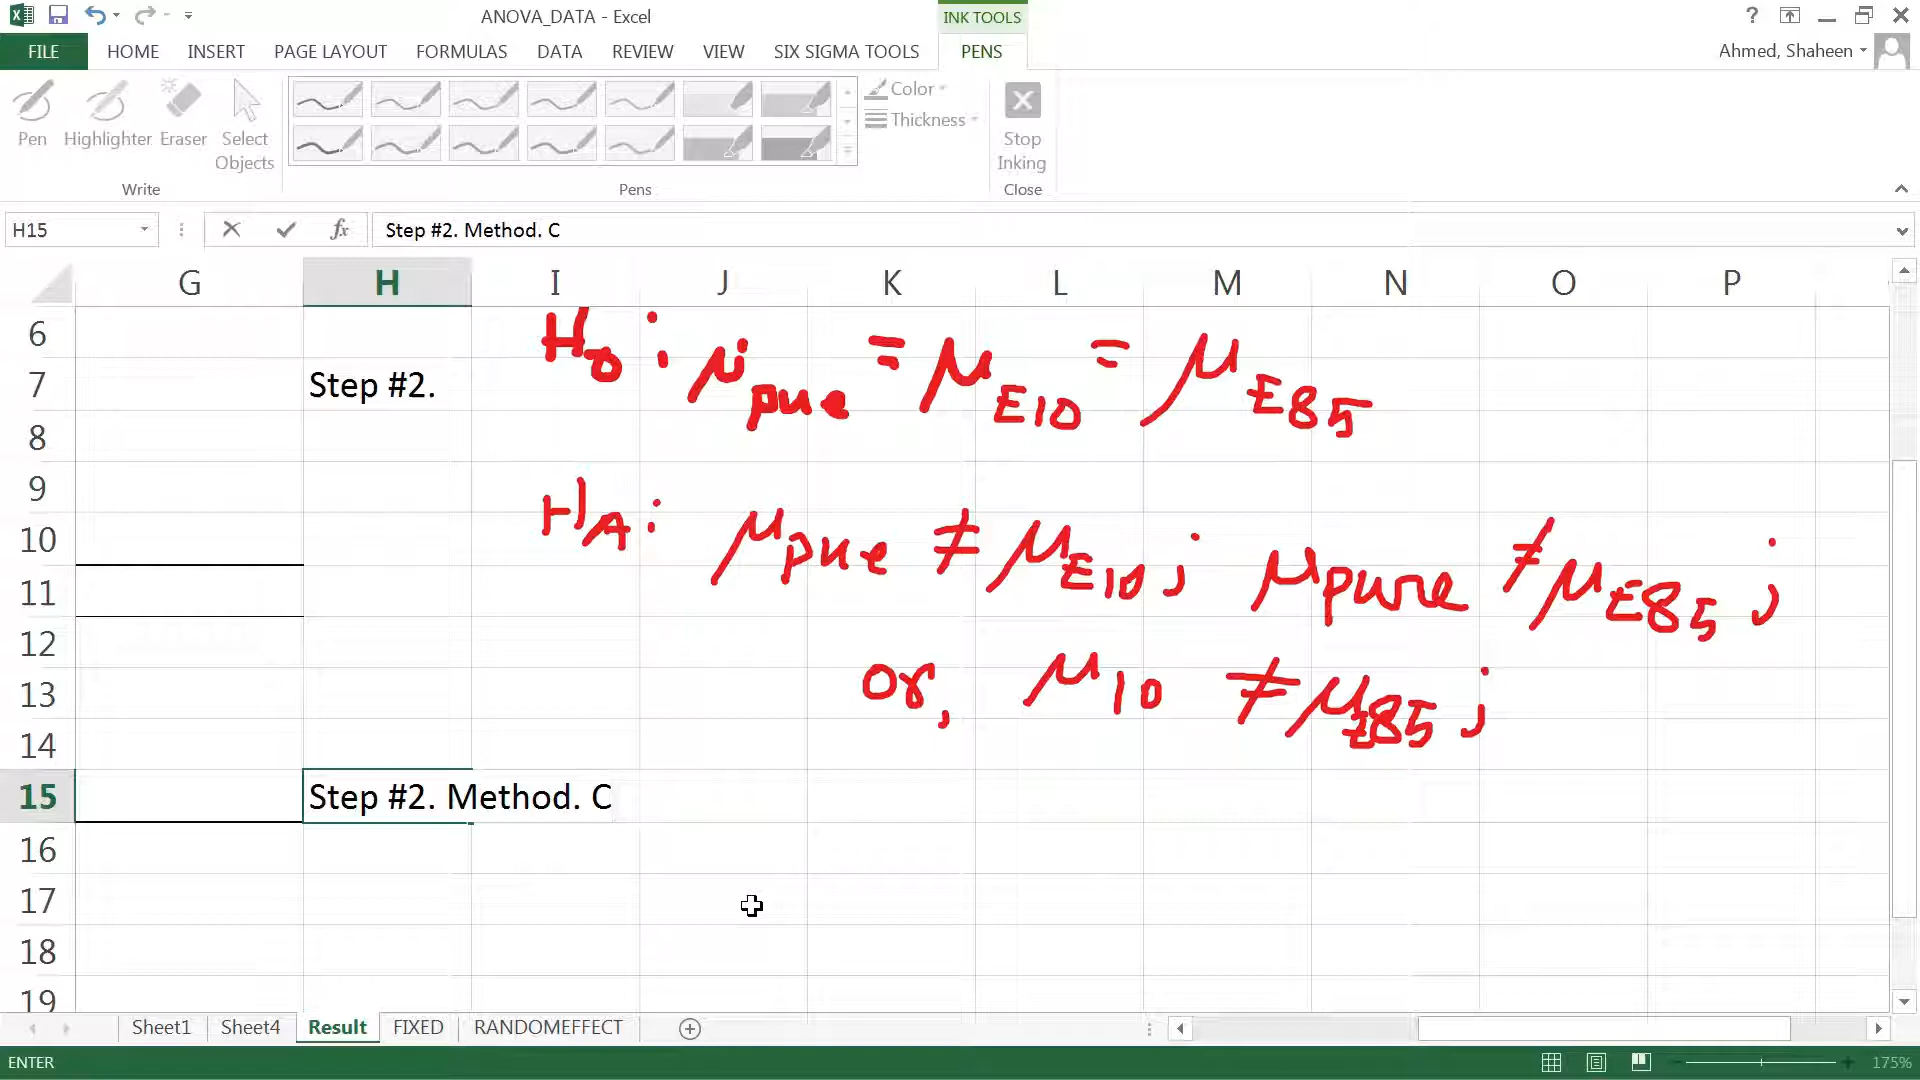 ANOVA_DATA - Excel
INK TOOLS
?
FILE HOME INSERT PAGE LAYOUT FORMULAS DATA REVIEW VIEW SIX SIGMA TOOLS PENS
Ahmed, Shaheen
Pen Highlighter Eraser Select Objects
Color
Thickness
Stop Inking
Write Pens Close
H15 fx Step #2. Method. C
G H I J K L M N O P
6 H0: μpue = μE10 = μE85
7 Step #2.
8
9
10 HA: μpue ≠ μE10; μpure ≠ μE85;
11
12
13 or, μ10 ≠ μE85;
14
15 Step #2. Method. C
16
17
18
19
Sheet1 Sheet4 Result FIXED RANDOMEFFECT
ENTER 175%